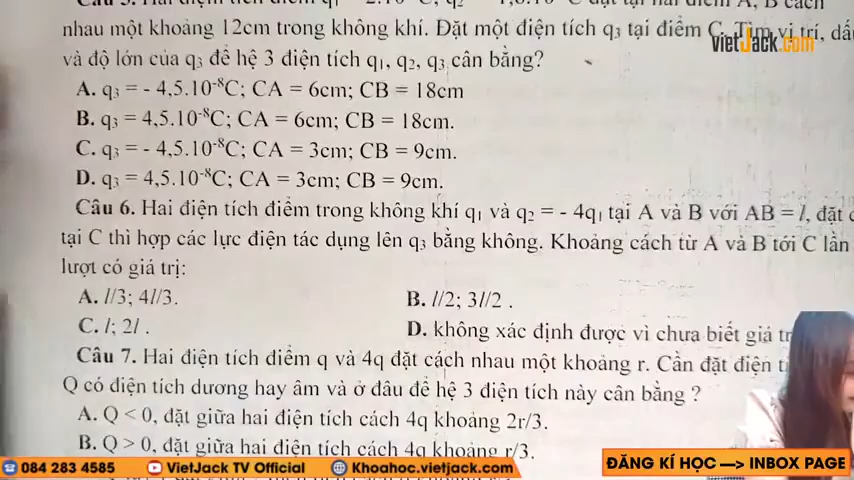 nhau một khoảng 12cm trong không khí. Đặt một điện tích q₃ tại điểm C. Tìm vị trí, dấ
VietJack.com
và độ lớn của q₃ để hệ 3 điện tích q₁, q₂, q₃ cân bằng?
A. q₃ = - 4,5.10⁻⁸C; CA = 6cm; CB = 18cm
B. q₃ = 4,5.10⁻⁸C; CA = 6cm; CB = 18cm.
C. q₃ = - 4,5.10⁻⁸C; CA = 3cm; CB = 9cm.
D. q₃ = 4,5.10⁻⁸C; CA = 3cm; CB = 9cm.
Câu 6. Hai điện tích điểm trong không khí q₁ và q₂ = - 4q₁ tại A và B với AB = l, đặt
tại C thì hợp các lực điện tác dụng lên q₃ bằng không. Khoảng cách từ A và B tới C lần
lượt có giá trị:
A. l/3; 4l/3. B. l/2; 3l/2 .
C. l; 2l . D. không xác định được vì chưa biết giá tr
Câu 7. Hai điện tích điểm q và 4q đặt cách nhau một khoảng r. Cần đặt điện t
Q có điện tích dương hay âm và ở đâu để hệ 3 điện tích này cân bằng ?
A. Q < 0, đặt giữa hai điện tích cách 4q khoảng 2r/3.
B. Q > 0, đặt giữa hai điện tích cách 4q khoảng r/3.
084 283 4585 VietJack TV Official Khoahoc.vietjack.com
ĐĂNG KÍ HỌC —> INBOX PAGE